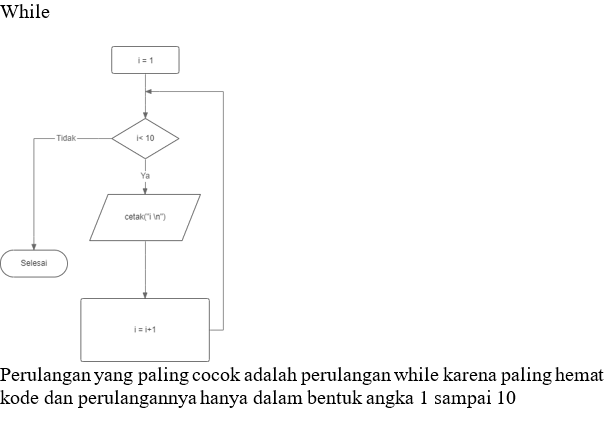 While
i = 1
i< 10
Tidak
Ya
cetak("i \n")
Selesai
i = i+1
Perulangan yang paling cocok adalah perulangan while karena paling hemat
kode dan perulangannya hanya dalam bentuk angka 1 sampai 10